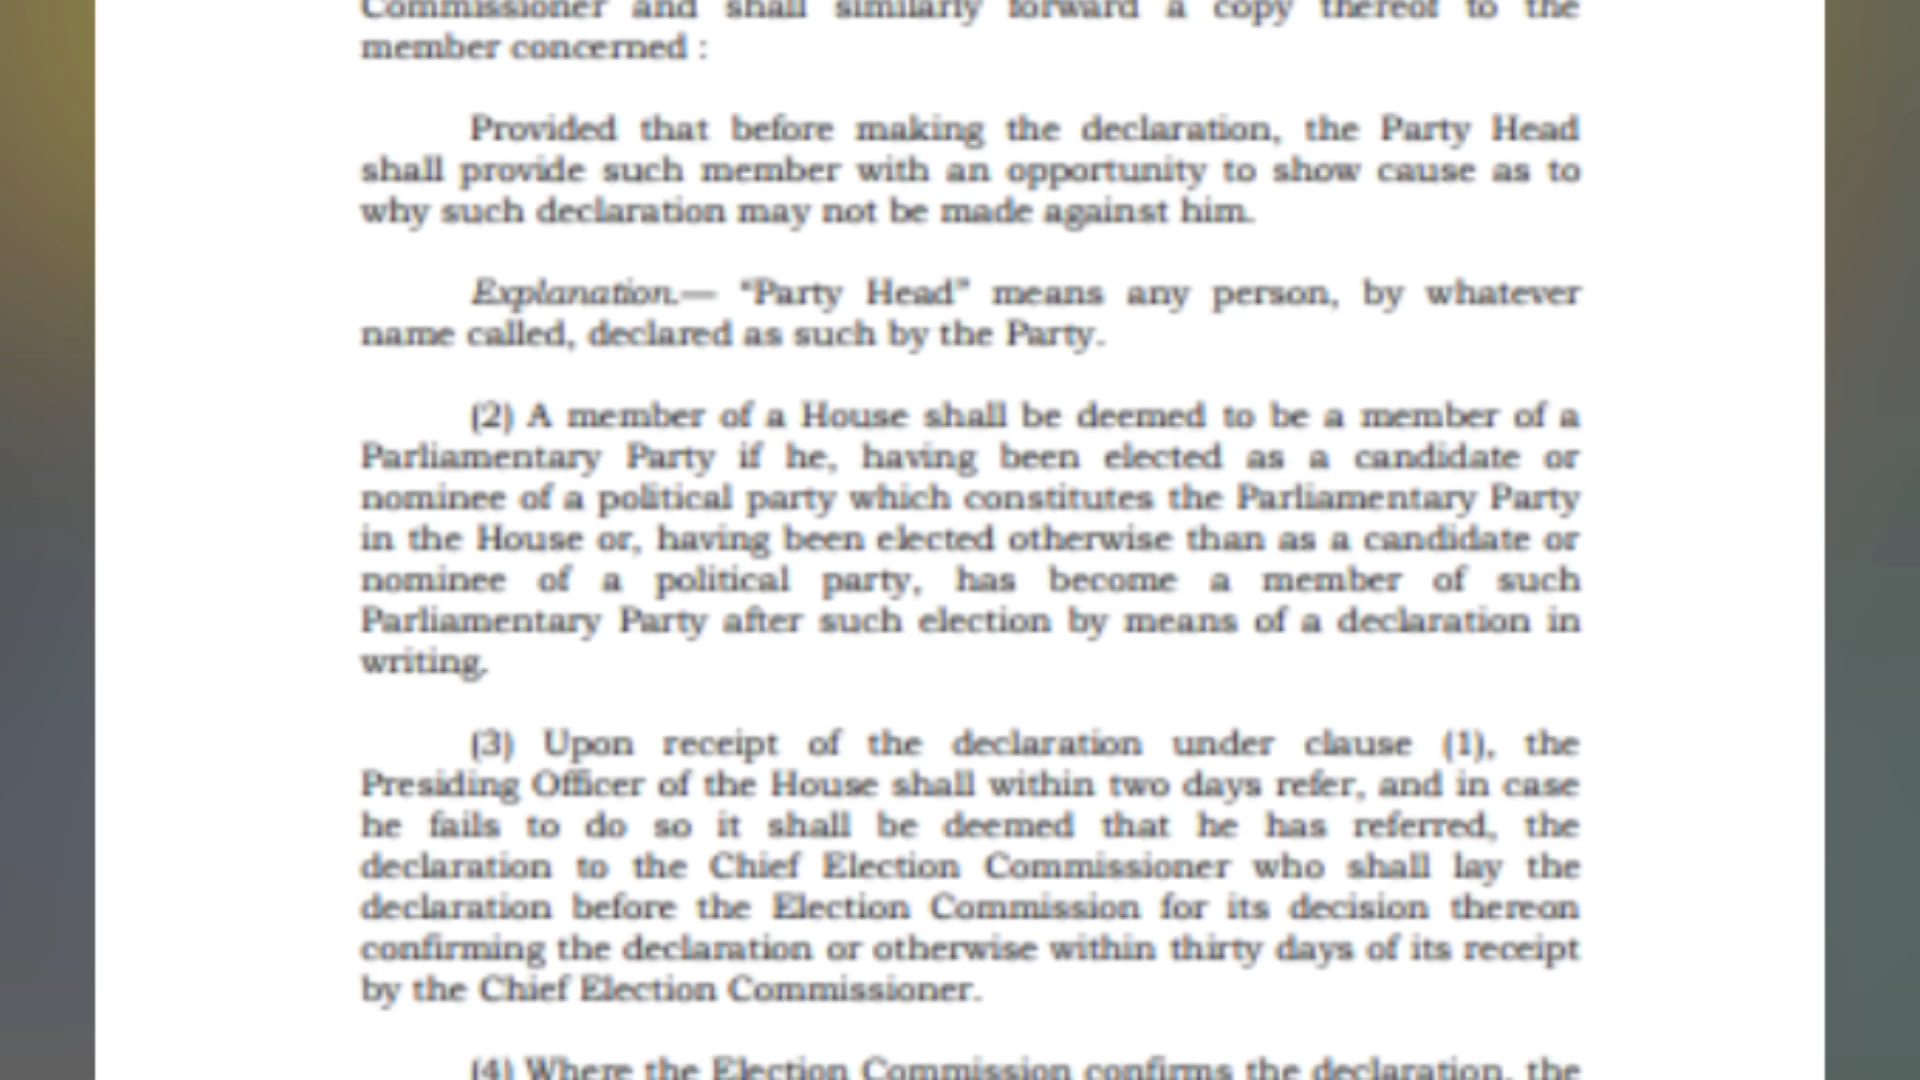 Commissioner and shall similarly forward a copy thereof to the
member concerned :
Provided that before making the declaration, the Party Head
shall provide such member with an opportunity to show cause as to
why such declaration may not be made against him.
Explanation.— “Party Head” means any person, by whatever
name called, declared as such by the Party.
(2) A member of a House shall be deemed to be a member of a
Parliamentary Party if he, having been elected as a candidate or
nominee of a political party which constitutes the Parliamentary Party
in the House or, having been elected otherwise than as a candidate or
nominee of a political party, has become a member of such
Parliamentary Party after such election by means of a declaration in
writing.
(3) Upon receipt of the declaration under clause (1), the
Presiding Officer of the House shall within two days refer, and in case
he fails to do so it shall be deemed that he has referred, the
declaration to the Chief Election Commissioner who shall lay the
declaration before the Election Commission for its decision thereon
confirming the declaration or otherwise within thirty days of its receipt
by the Chief Election Commissioner.
(4) Where the Election Commission confirms the declaration, the